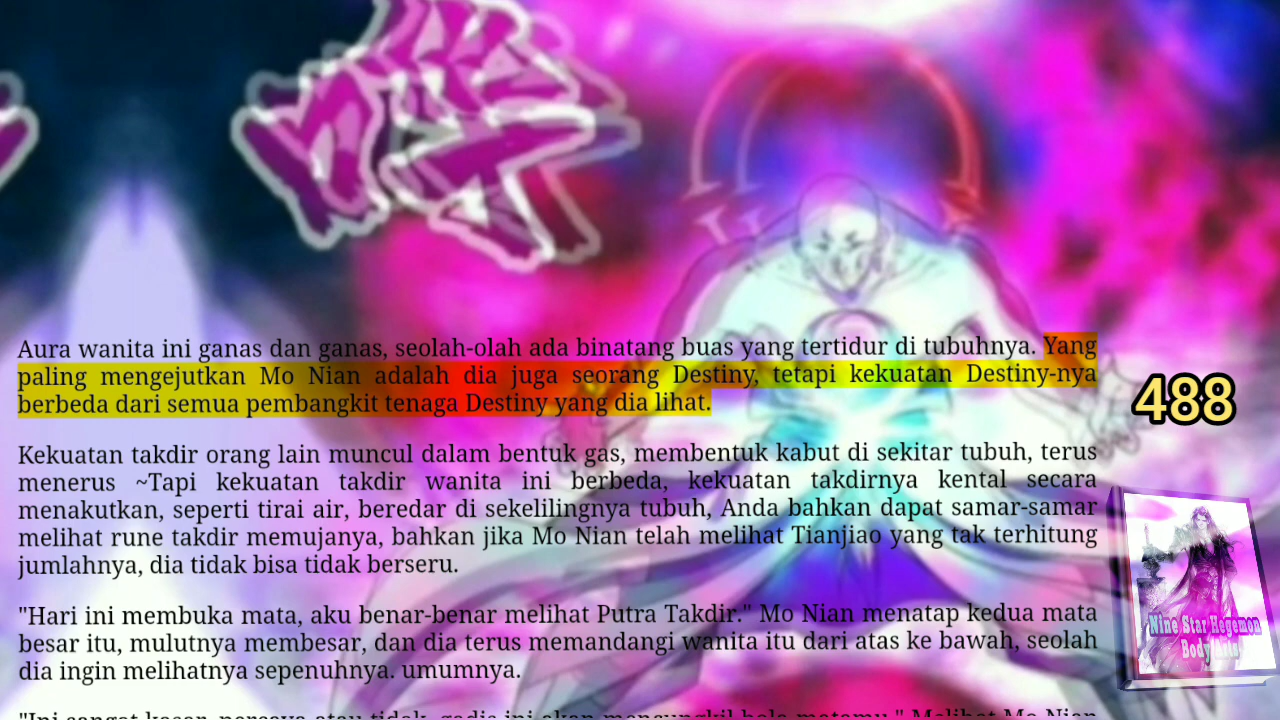 Aura wanita ini ganas dan ganas, seolah-olah ada binatang buas yang tertidur di tubuhnya. Yang
paling mengejutkan Mo Nian adalah dia juga seorang Destiny, tetapi kekuatan Destiny-nya
berbeda dari semua pembangkit tenaga Destiny yang dia lihat.
488
Kekuatan takdir orang lain muncul dalam bentuk gas, membentuk kabut di sekitar tubuh, terus
menerus ~Tapi kekuatan takdir wanita ini berbeda, kekuatan takdirnya kental secara
menakutkan, seperti tirai air, beredar di sekelilingnya tubuh, Anda bahkan dapat samar-samar
melihat rune takdir memujanya, bahkan jika Mo Nian telah melihat Tianjiao yang tak terhitung
jumlahnya, dia tidak bisa tidak berseru.
"Hari ini membuka mata, aku benar-benar melihat Putra Takdir." Mo Nian menatap kedua mata
besar itu, mulutnya membesar, dan dia terus memandangi wanita itu dari atas ke bawah, seolah
dia ingin melihatnya sepenuhnya. umumnya.
Nine Star Hegemon
Body Arts